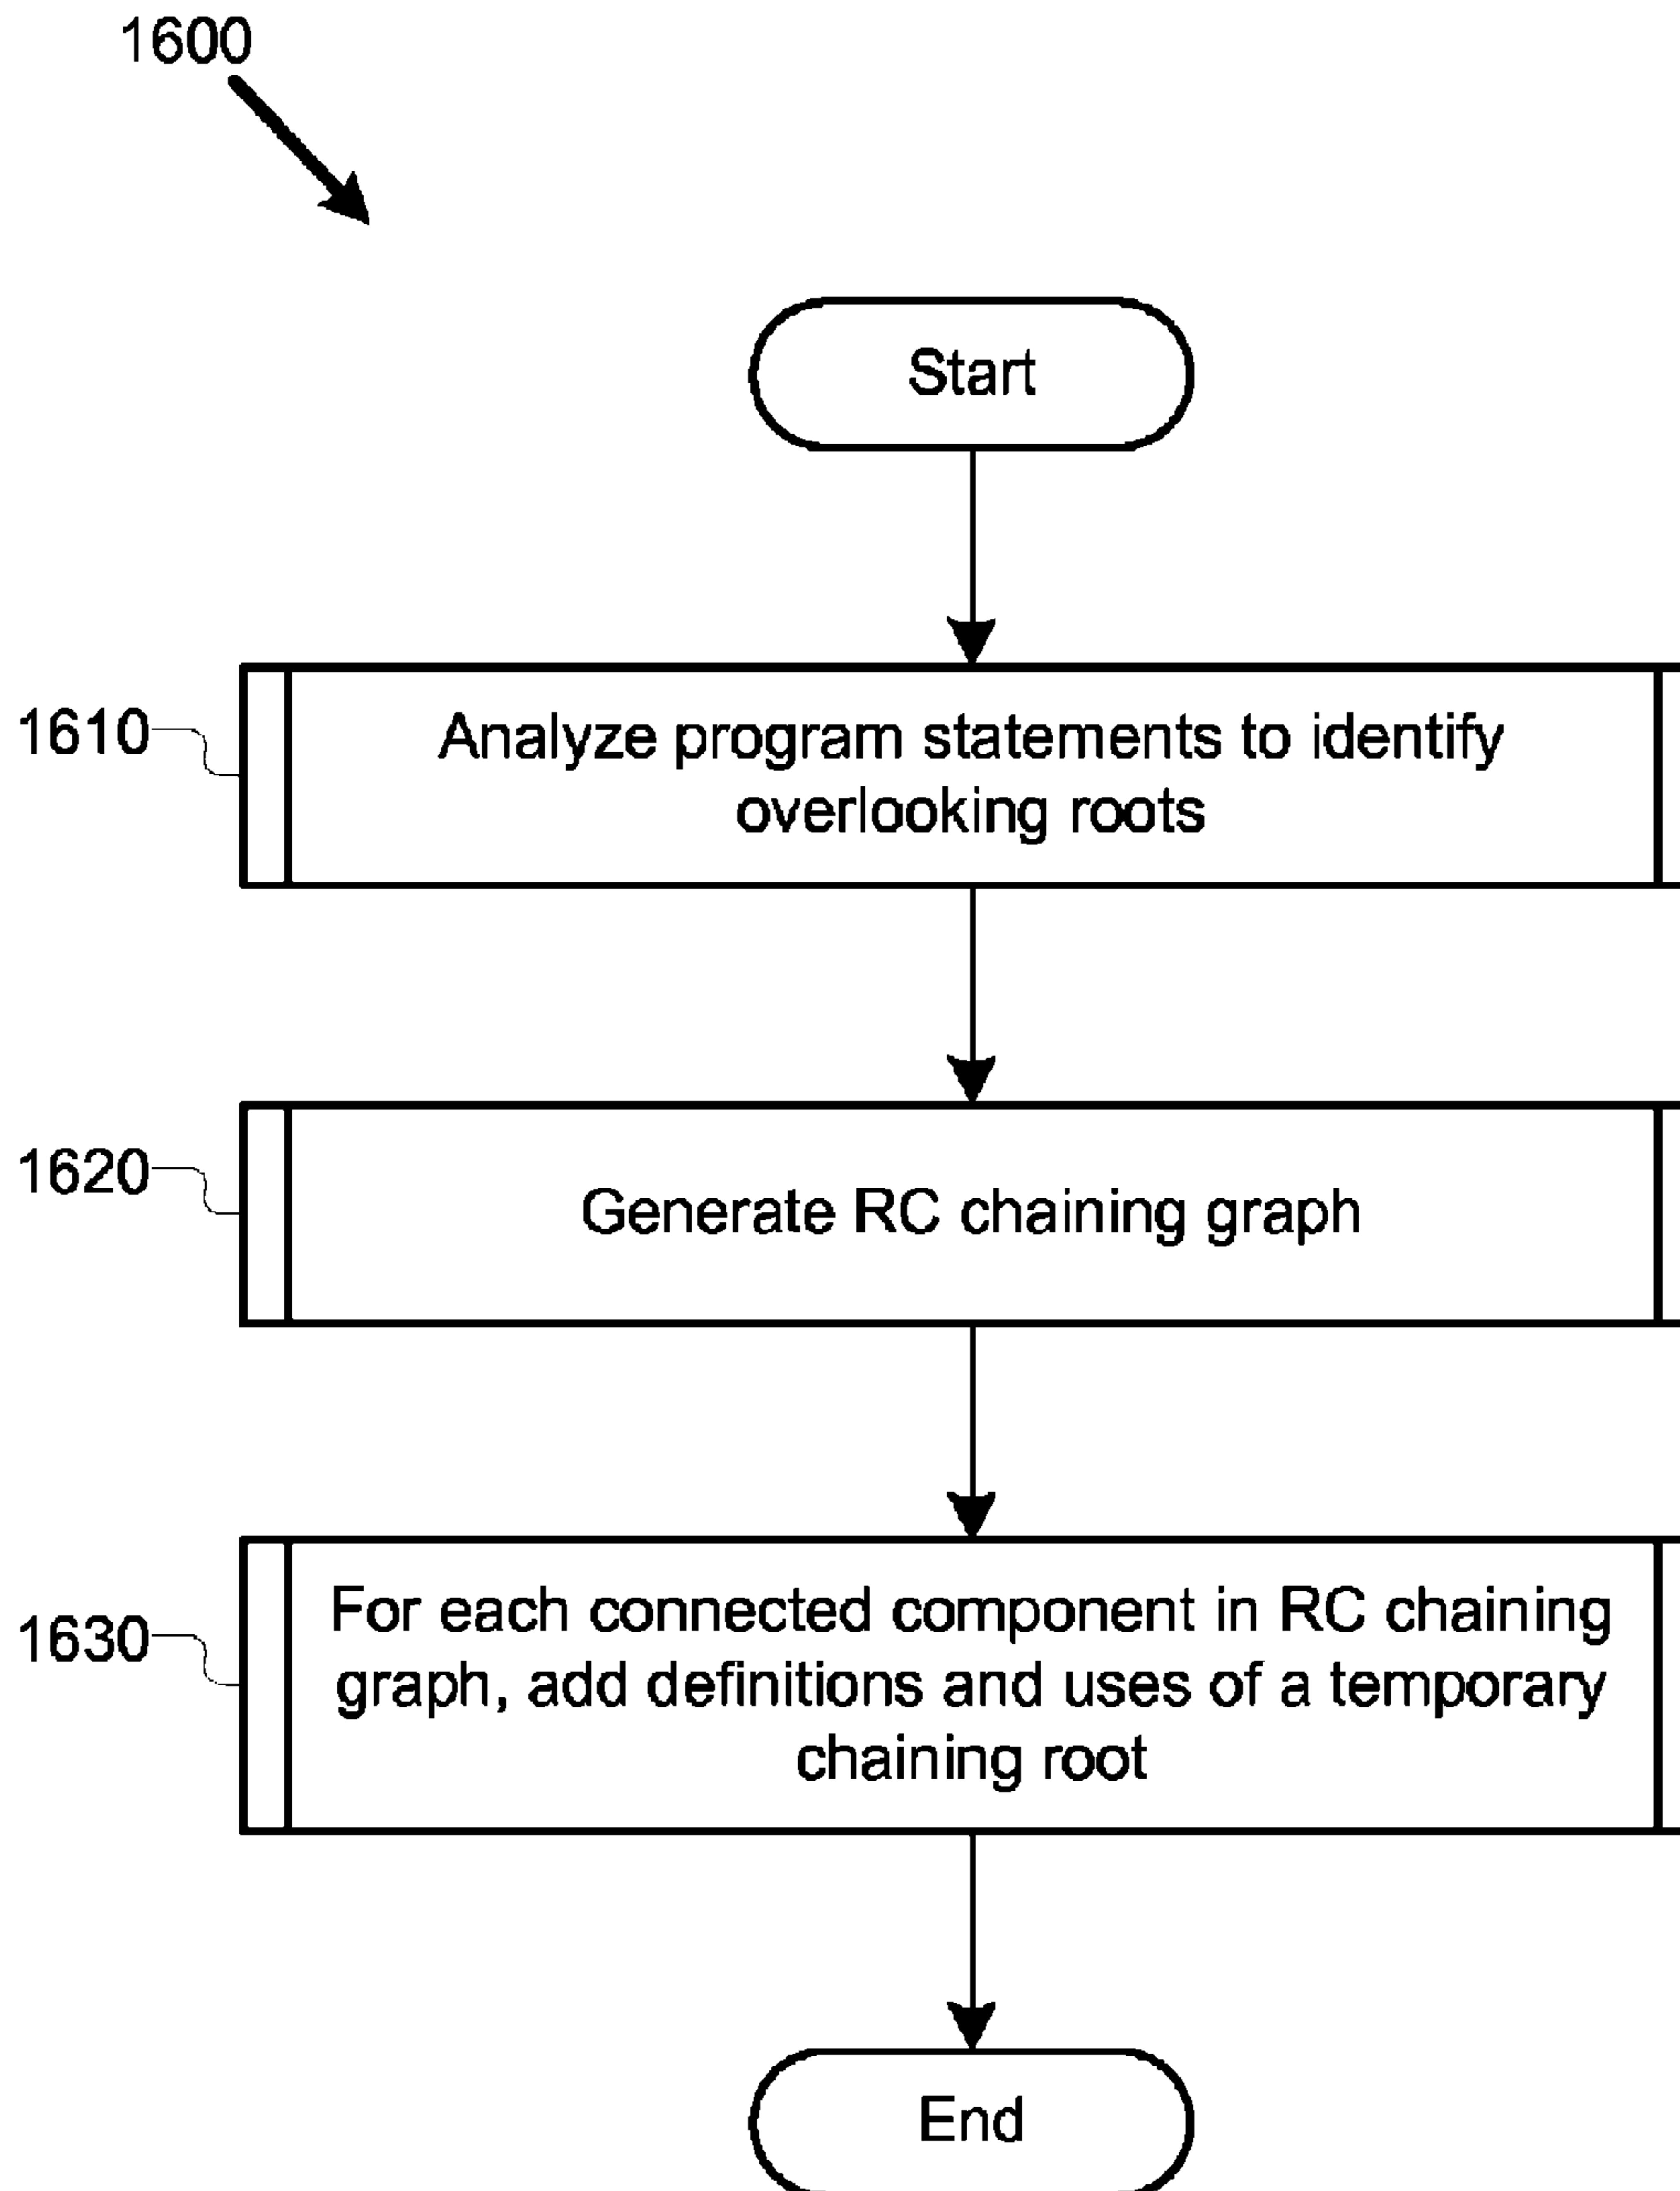 1600
Start
1610
Analyze program statements to identify
overlooking roots
1620
Generate RC chaining graph
1630
For each connected component in RC chaining
graph, add definitions and uses of a temporary
chaining root
End